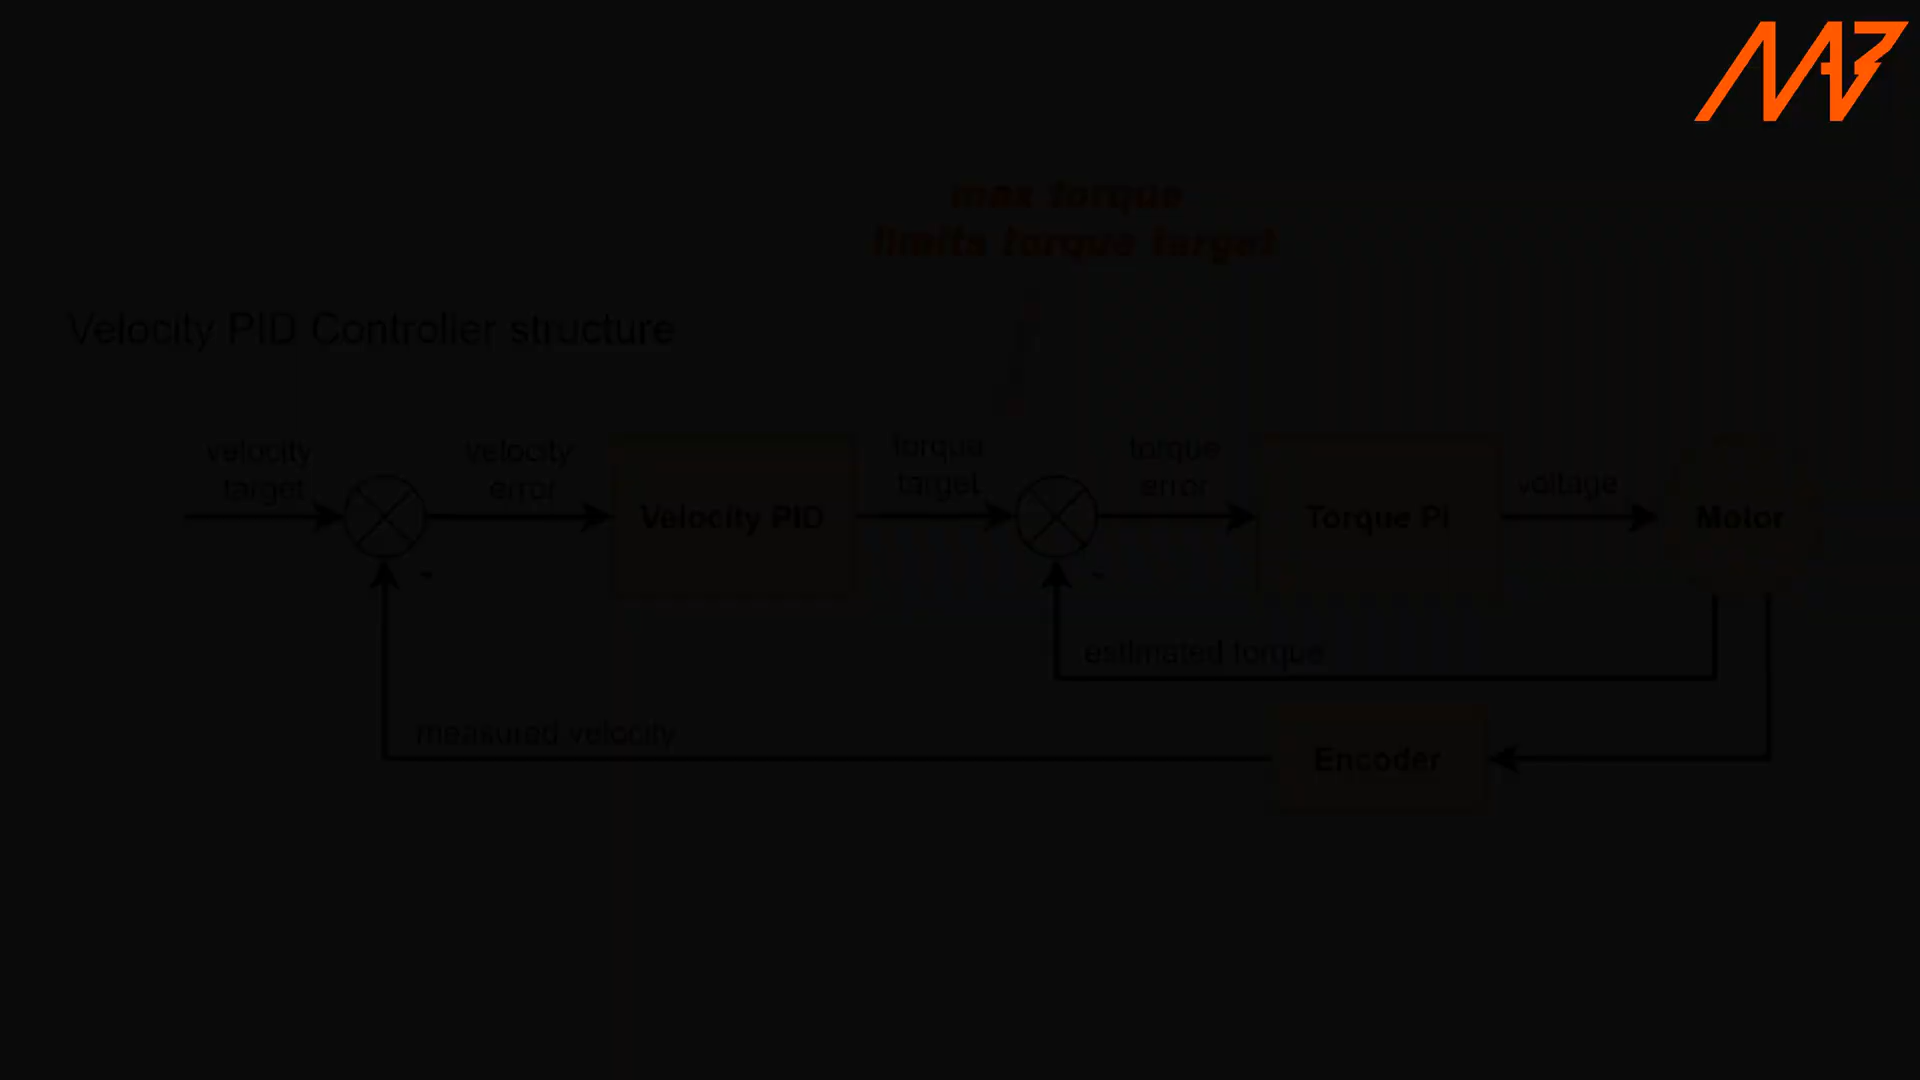 max torque
limits torque target
Velocity PID Controller structure
velocity
target
velocity
error
Velocity PID
torque
target
torque
error
Torque PI
voltage
Motor
-
-
estimated torque
measured velocity
Encoder